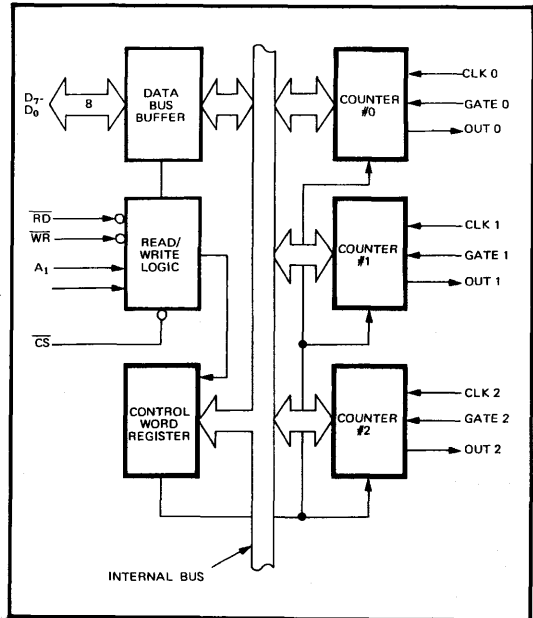 D7-
D0
8
DATA
BUS
BUFFER
COUNTER
#0
CLK 0
GATE 0
OUT 0
RD
WR
A1
CS
READ/
WRITE
LOGIC
COUNTER
#1
CLK 1
GATE 1
OUT 1
CONTROL
WORD
REGISTER
COUNTER
#2
CLK 2
GATE 2
OUT 2
INTERNAL BUS